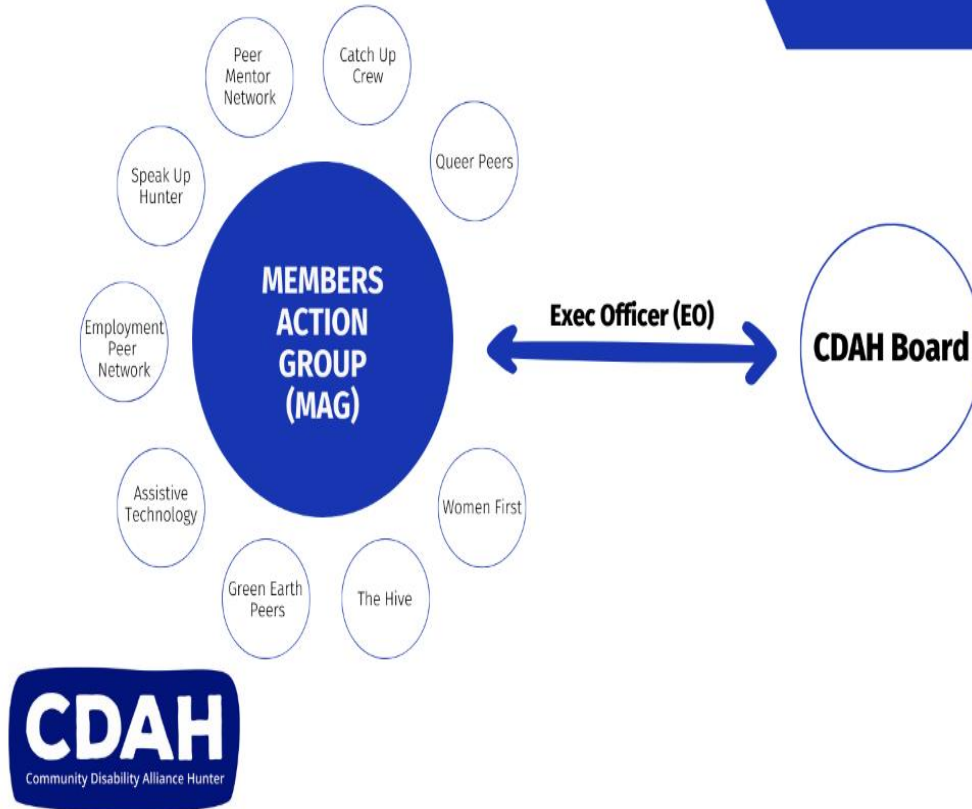 Peer
Mentor
Network
Catch Up
Crew
Queer Peers
Speak Up
Hunter
MEMBERS
ACTION
GROUP
(MAG)
Exec Officer (EO)
CDAH Board
Employment
Peer
Network
Assistive
Technology
Women First
Green Earth
Peers
The Hive
CDAH
Community Disability Alliance Hunter